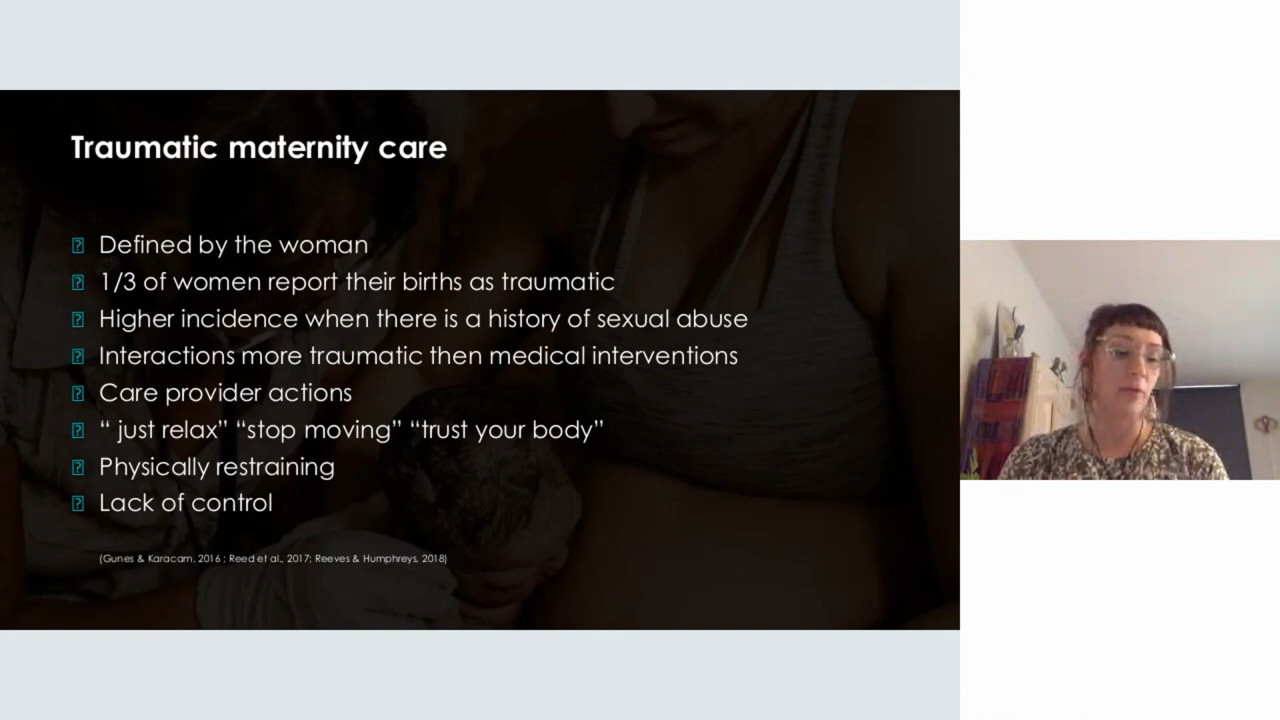 Traumatic maternity care
Defined by the woman
1/3 of women report their births as traumatic
Higher incidence when there is a history of sexual abuse
Interactions more traumatic then medical interventions
Care provider actions
“ just relax” “stop moving” “trust your body”
Physically restraining
Lack of control
(Gunes & Karacam, 2016 ; Reed et al., 2017; Reeves & Humphreys, 2018)